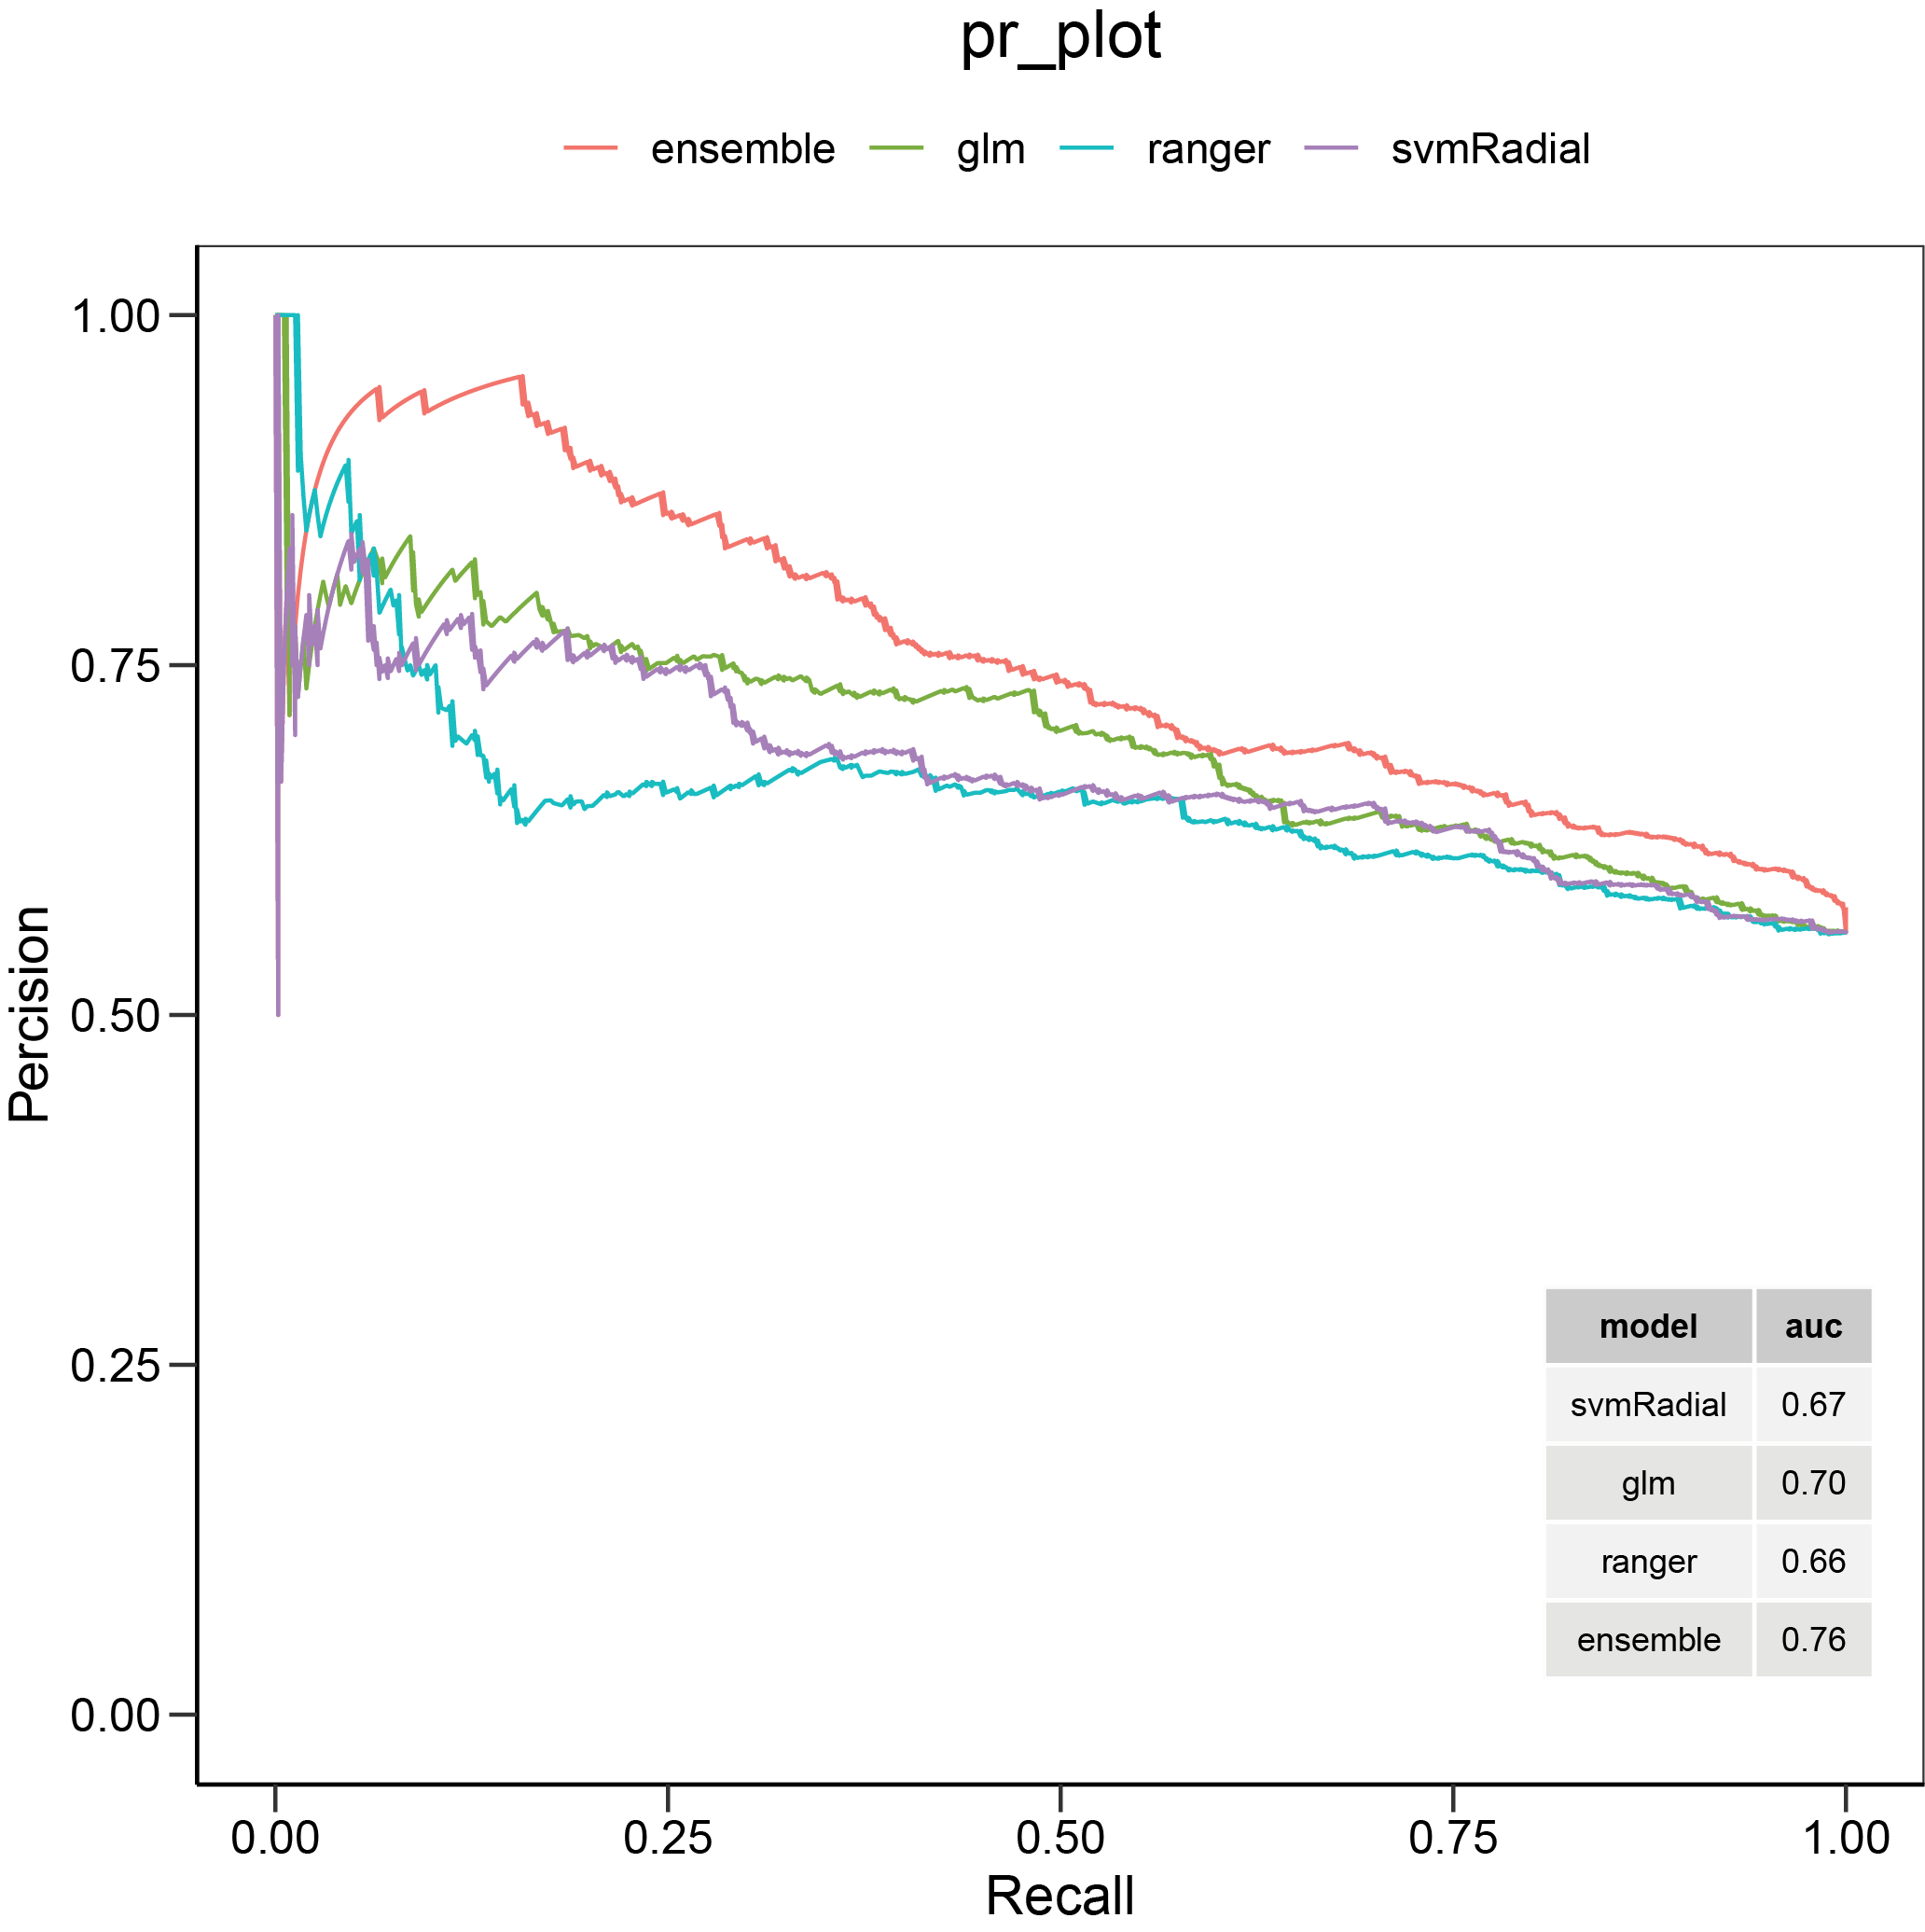 pr_plot
ensemble glm ranger svmRadial
1.00
0.75
0.50
0.25
0.00
Percision
model auc
svmRadial 0.67
glm 0.70
ranger 0.66
ensemble 0.76
0.00 0.25 0.50 0.75 1.00
Recall